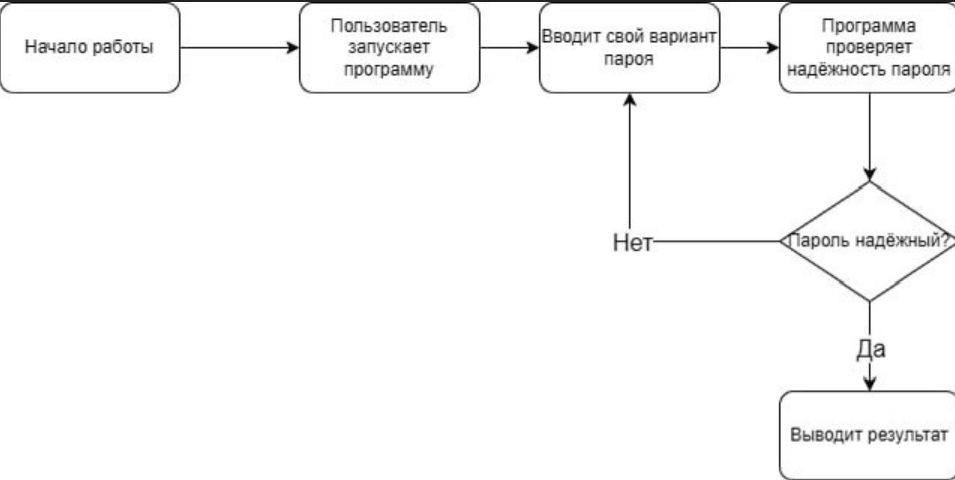 Начало работы
Пользователь
запускает
программу
Вводит свой вариант
пароя
Программа
проверяет
надёжность пароля
Нет
Пароль надёжный?
Да
Выводит результат